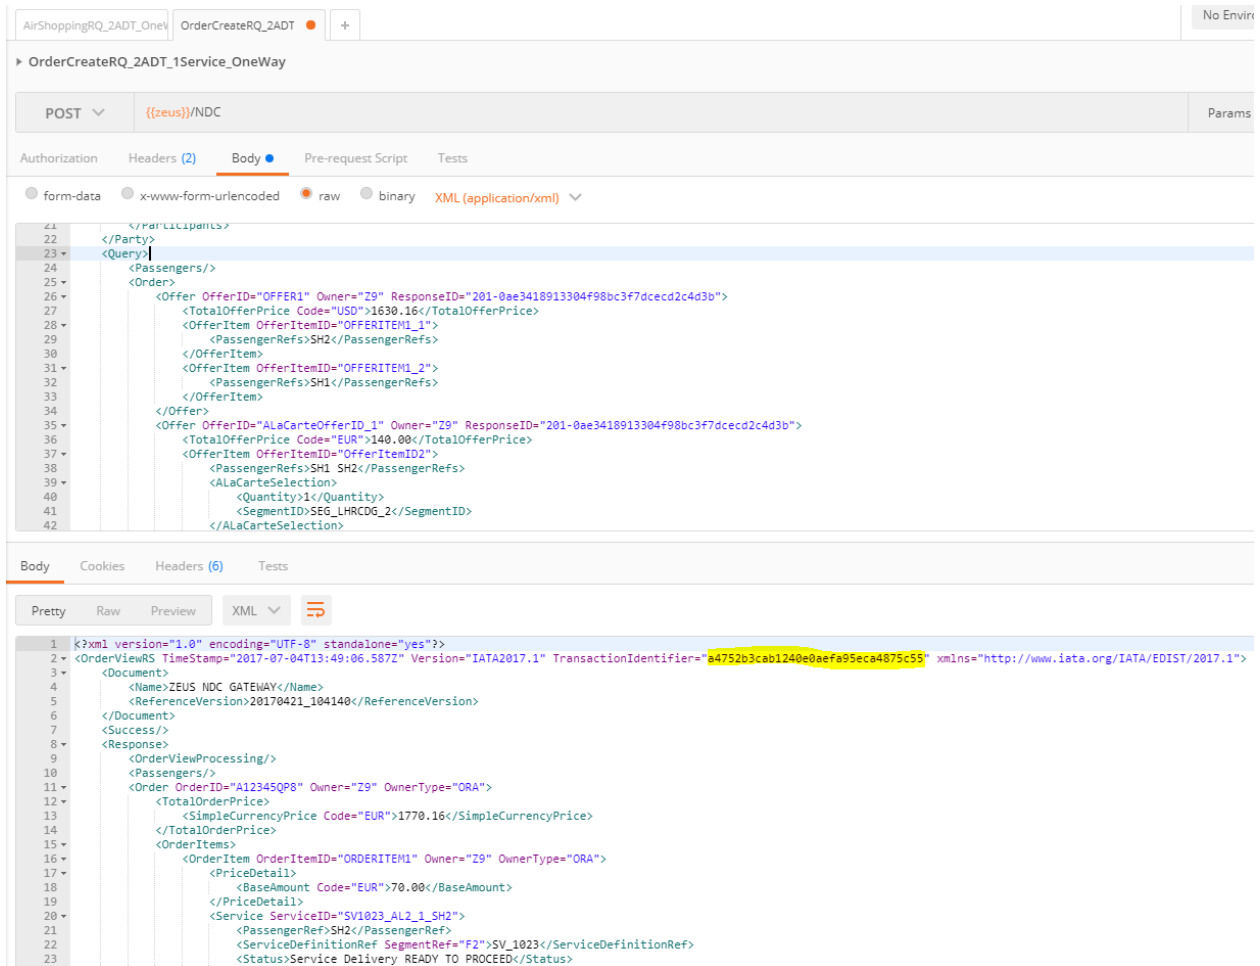 AirShoppingRQ_2ADT_OneW
OrderCreateRQ_2ADT
+
No Enviro
OrderCreateRQ_2ADT_1Service_OneWay
POST
{{zeus}}/NDC
Params
Authorization Headers (2) Body Pre-request Script Tests
form-data x-www-form-urlencoded raw binary XML (application/xml)
21 </Participants>
22 </Party>
23 <Query>
24 <Passengers/>
25 <Order>
26 <Offer OfferID="OFFER1" Owner="Z9" ResponseID="201-0ae3418913304f98bc3f7dcecd2c4d3b">
27 <TotalOfferPrice Code="USD">1630.16</TotalOfferPrice>
28 <OfferItem OfferItemID="OFFERITEM1_1">
29 <PassengerRefs>SH2</PassengerRefs>
30 </OfferItem>
31 <OfferItem OfferItemID="OFFERITEM1_2">
32 <PassengerRefs>SH1</PassengerRefs>
33 </OfferItem>
34 </Offer>
35 <Offer OfferID="ALaCarteOfferID_1" Owner="Z9" ResponseID="201-0ae3418913304f98bc3f7dcecd2c4d3b">
36 <TotalOfferPrice Code="EUR">140.00</TotalOfferPrice>
37 <OfferItem OfferItemID="OfferItemID2">
38 <PassengerRefs>SH1 SH2</PassengerRefs>
39 <ALaCarteSelection>
40 <Quantity>1</Quantity>
41 <SegmentID>SEG_LHRCDG_2</SegmentID>
42 </ALaCarteSelection>
Body Cookies Headers (6) Tests
Pretty Raw Preview XML
1 <?xml version="1.0" encoding="UTF-8" standalone="yes"?>
2 <OrderViewRS TimeStamp="2017-07-04T13:49:06.587Z" Version="IATA2017.1" TransactionIdentifier="a4752b3cab1240e0aefa95eca4875c55" xmlns="http://www.iata.org/IATA/EDIST/2017.1">
3 <Document>
4 <Name>ZEUS NDC GATEWAY</Name>
5 <ReferenceVersion>20170421_104140</ReferenceVersion>
6 </Document>
7 <Success/>
8 <Response>
9 <OrderViewProcessing/>
10 <Passengers/>
11 <Order OrderID="A12345QP8" Owner="Z9" OwnerType="ORA">
12 <TotalOrderPrice>
13 <SimpleCurrencyPrice Code="EUR">1770.16</SimpleCurrencyPrice>
14 </TotalOrderPrice>
15 <OrderItems>
16 <OrderItem OrderItemID="ORDERITEM1" Owner="Z9" OwnerType="ORA">
17 <PriceDetail>
18 <BaseAmount Code="EUR">70.00</BaseAmount>
19 </PriceDetail>
20 <Service ServiceID="SV1023_AL2_1_SH2">
21 <PassengerRef>SH2</PassengerRef>
22 <ServiceDefinitionRef SegmentRef="F2">SV_1023</ServiceDefinitionRef>
23 <Status>Service Delivery READY TO PROCEED</Status>